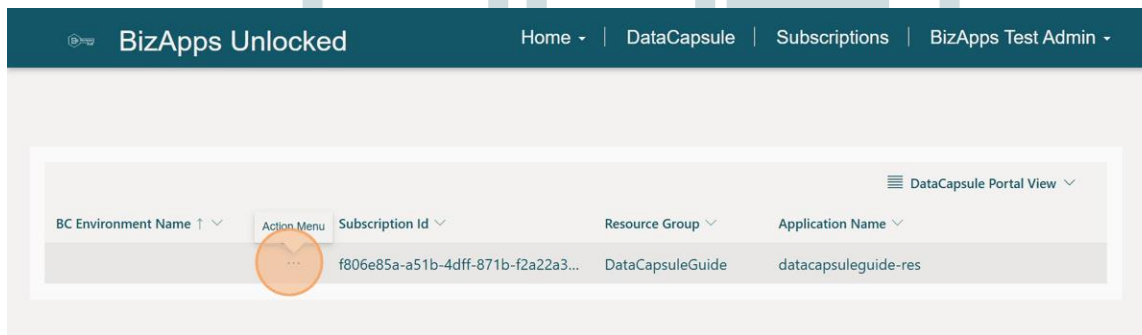 BizApps Unlocked Home DataCapsule Subscriptions BizApps Test Admin
DataCapsule Portal View
BC Environment Name ↑ Action Menu Subscription Id Resource Group Application Name
... f806e85a-a51b-4dff-871b-f2a22a3... DataCapsuleGuide datacapsuleguide-res